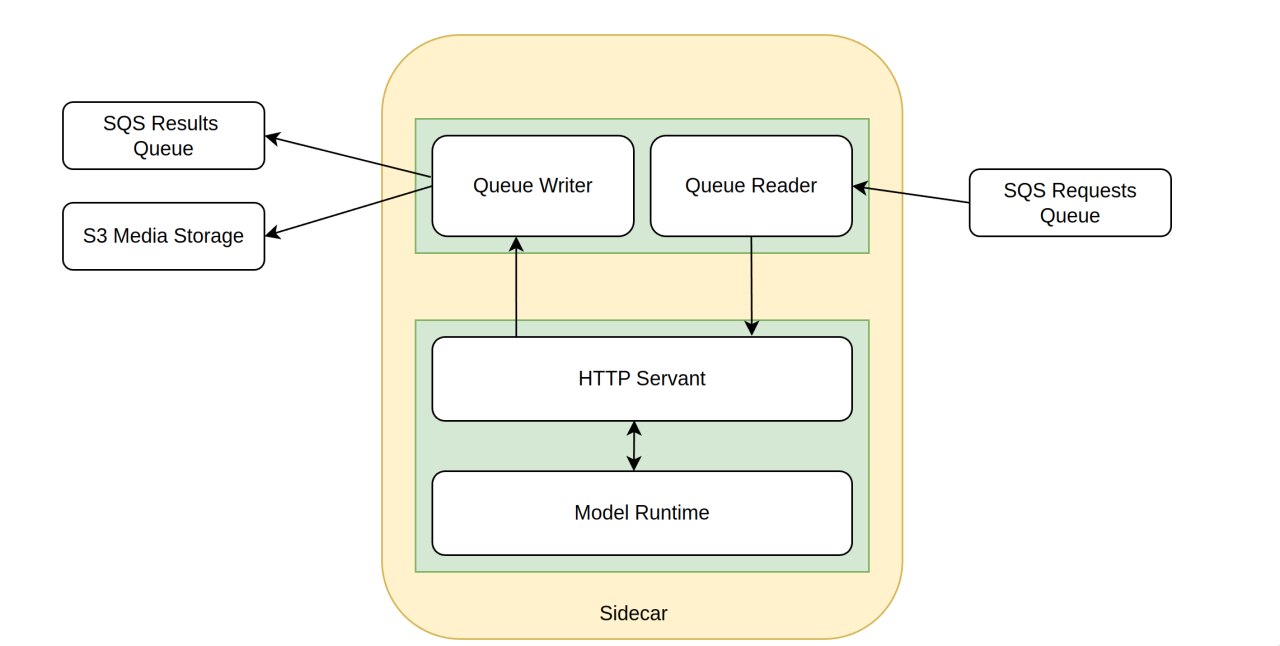 SQS Results
Queue
S3 Media Storage
Queue Writer
Queue Reader
SQS Requests
Queue
HTTP Servant
Model Runtime
Sidecar